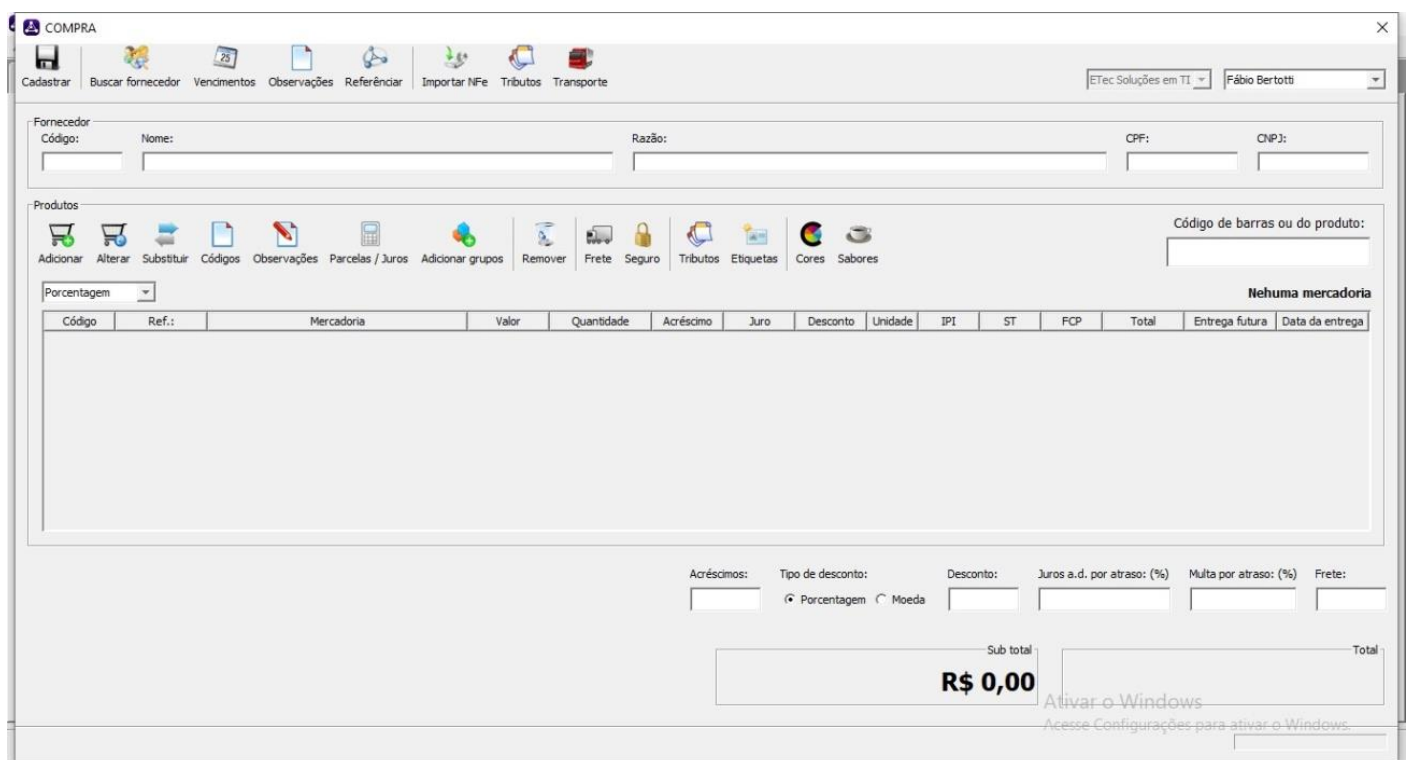 COMPRA
Cadastrar Buscar fornecedor Vencimentos Observações Referênciar Importar NFe Tributos Transporte
ETec Soluções em TI Fábio Bertotti
Fornecedor
Código: Nome: Razão: CPF: CNPJ:
Produtos
Código de barras ou do produto:
Adicionar Alterar Substituir Códigos Observações Parcelas / Juros Adicionar grupos Remover Frete Seguro Tributos Etiquetas Cores Sabores
Porcentagem
Nehuma mercadoria
Código Ref.: Mercadoria Valor Quantidade Acréscimo Juro Desconto Unidade IPI ST FCP Total Entrega futura Data da entrega
Acréscimos: Tipo de desconto: Desconto: Juros a.d. por atraso: (%) Multa por atraso: (%) Frete:
Porcentagem Moeda
Sub total Total
R$ 0,00
Ativar o Windows
Acesse Configurações para ativar o Windows.